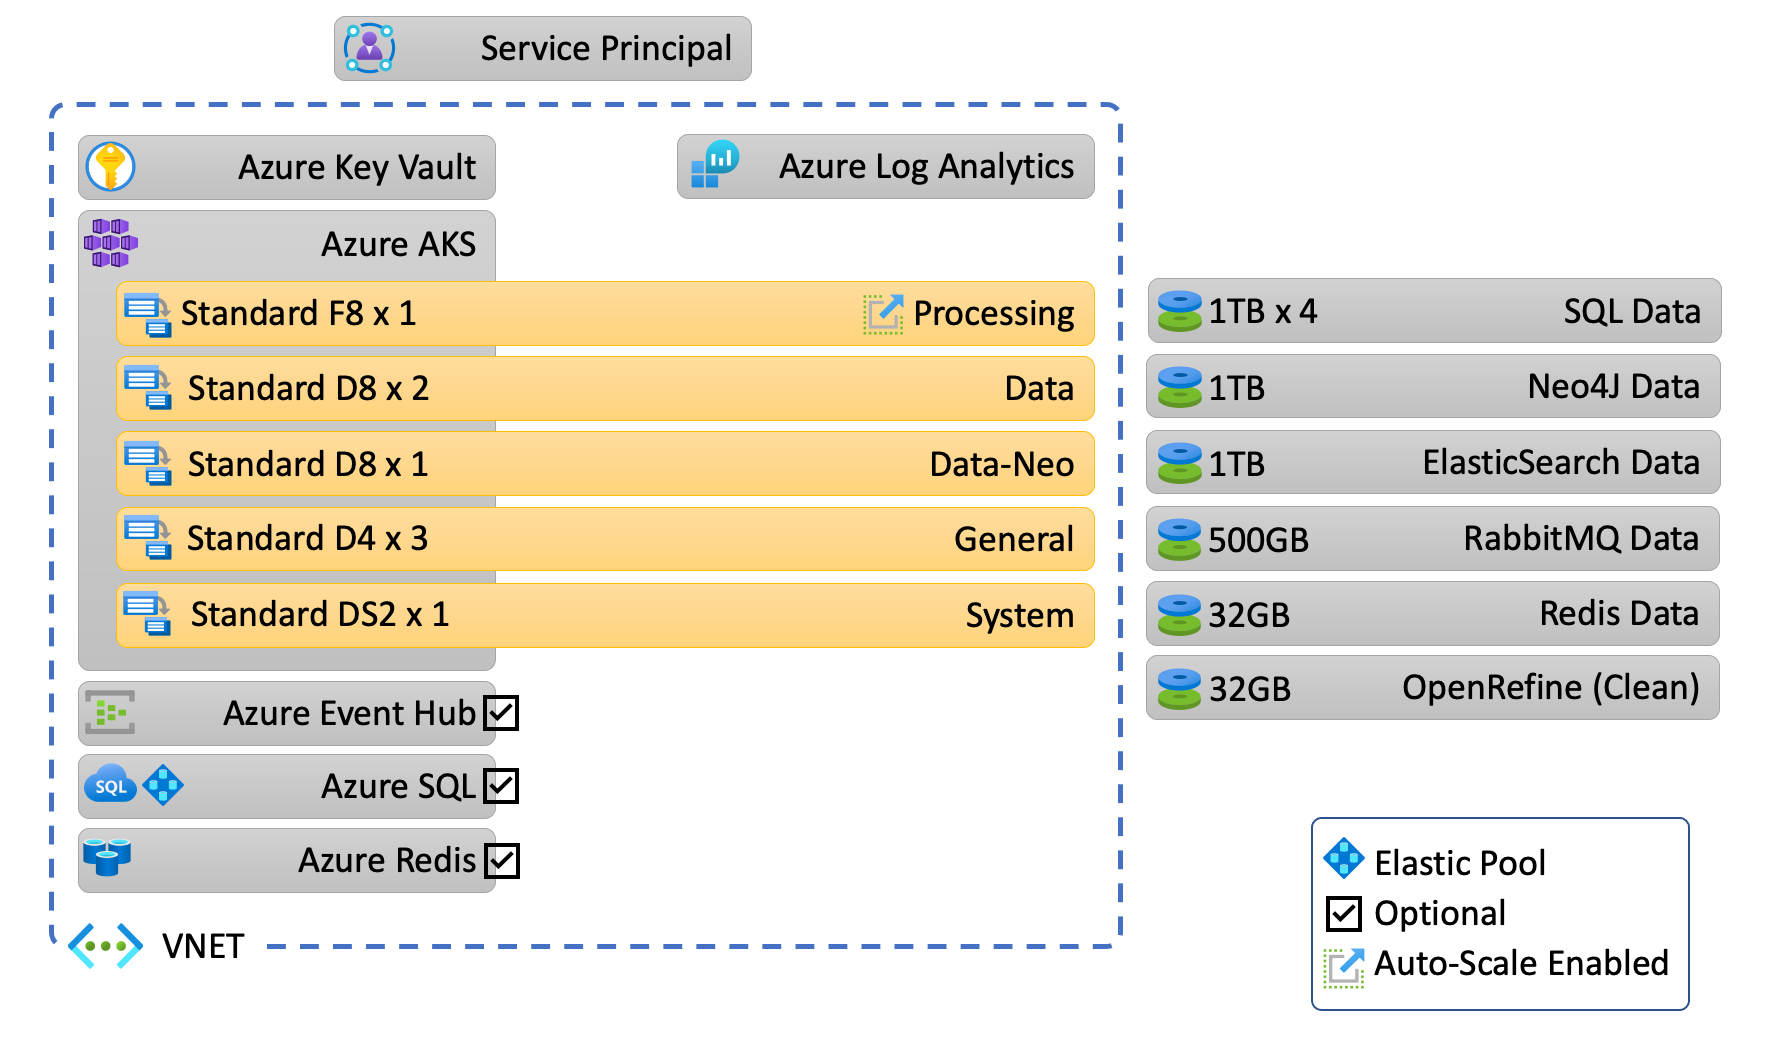 Service Principal
Azure Key Vault
Azure Log Analytics
Azure AKS
Standard F8 x 1 Processing
Standard D8 x 2 Data
Standard D8 x 1 Data-Neo
Standard D4 x 3 General
Standard DS2 x 1 System
1TB x 4 SQL Data
1TB Neo4J Data
1TB ElasticSearch Data
500GB RabbitMQ Data
32GB Redis Data
32GB OpenRefine (Clean)
Azure Event Hub
SQL Azure SQL
Azure Redis
VNET
Elastic Pool
Optional
Auto-Scale Enabled